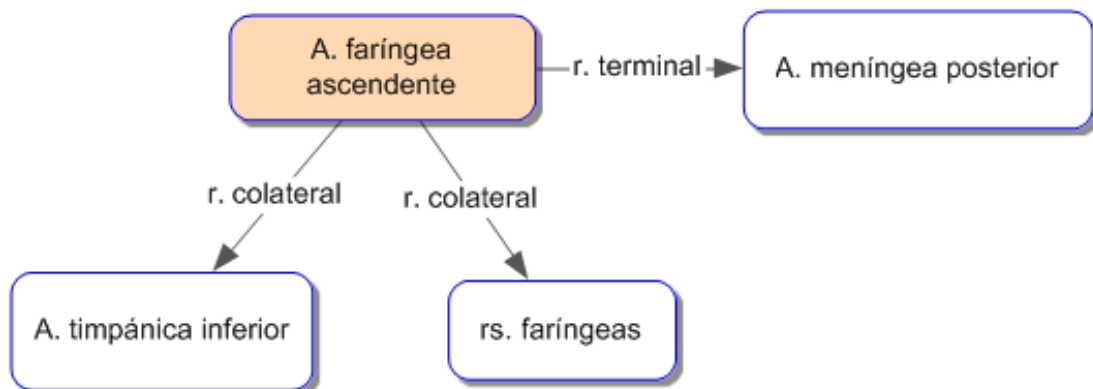 A. faríngea
ascendente
r. terminal
A. meníngea posterior
r. colateral
r. colateral
A. timpánica inferior
rs. faríngeas